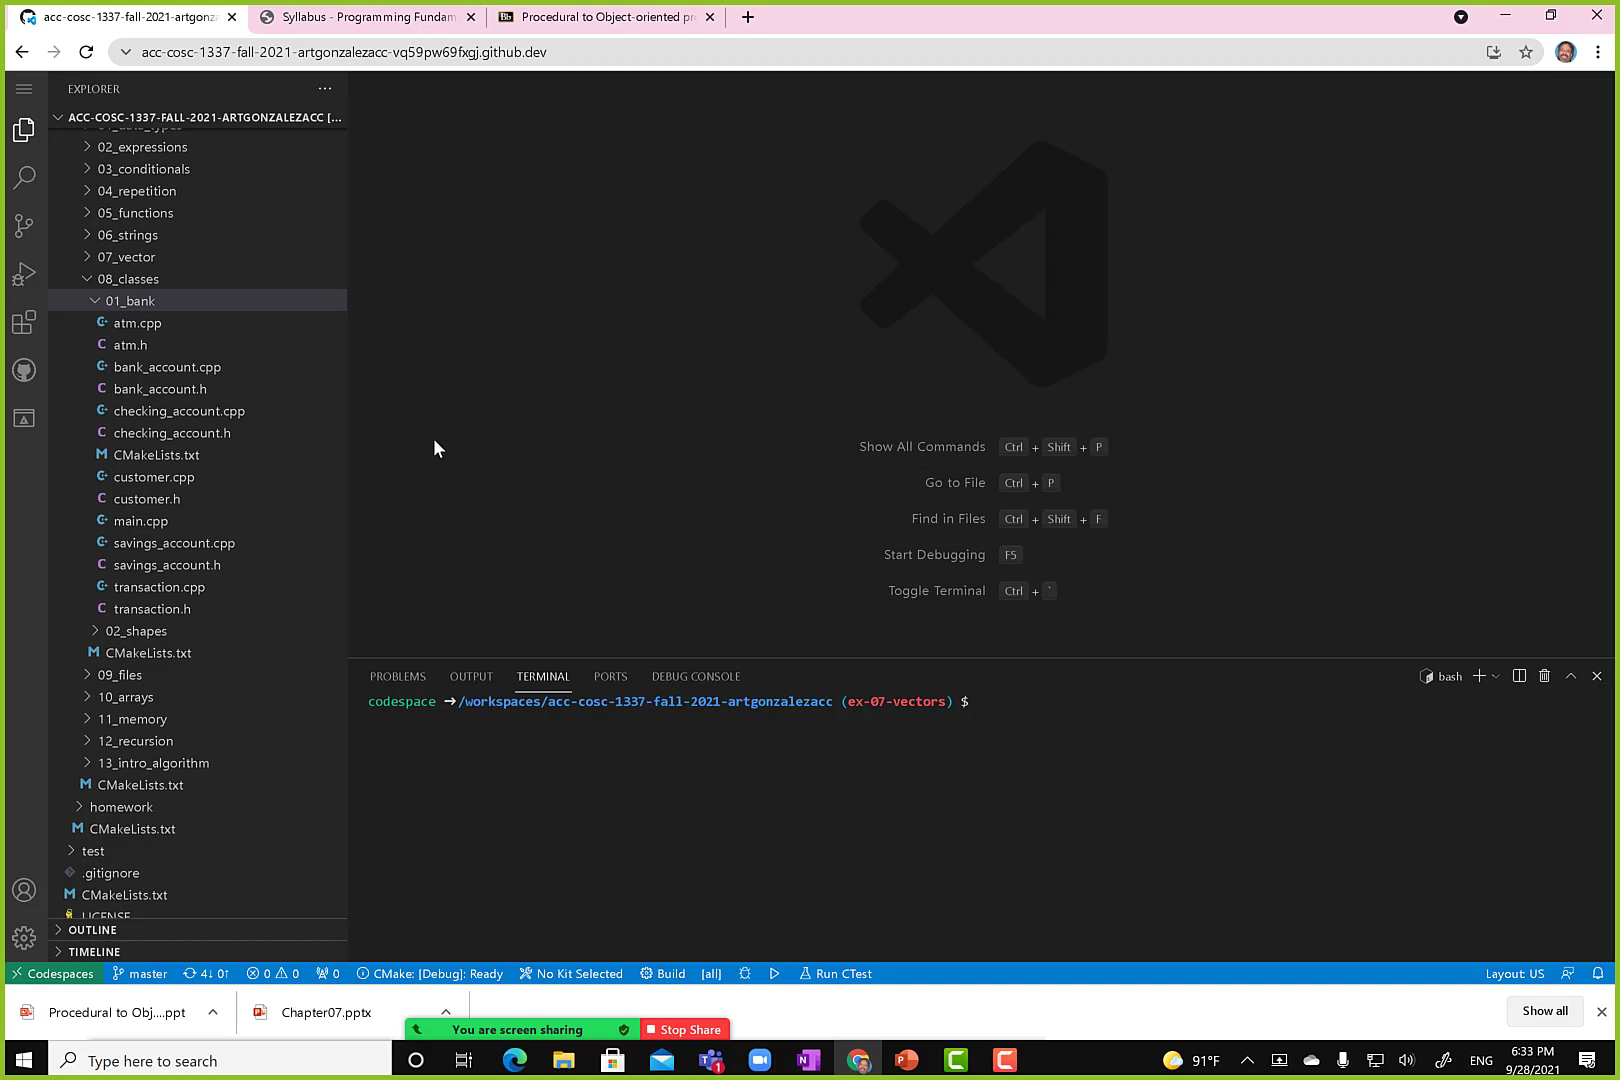 acc-cosc-1337-fall-2021-artgonza
Syllabus - Programming Fundam
Bb
Procedural to Object-oriented pr
acc-cosc-1337-fall-2021-artgonzalezacc-vq59pw69fxgj.github.dev
EXPLORER
ACC-COSC-1337-FALL-2021-ARTGONZALEZACC [...
01_data_types
02_expressions
03_conditionals
04_repetition
05_functions
06_strings
07_vector
08_classes
01_bank
atm.cpp
atm.h
bank_account.cpp
bank_account.h
checking_account.cpp
checking_account.h
CMakeLists.txt
customer.cpp
customer.h
main.cpp
savings_account.cpp
savings_account.h
transaction.cpp
transaction.h
02_shapes
CMakeLists.txt
09_files
10_arrays
11_memory
12_recursion
13_intro_algorithm
CMakeLists.txt
homework
CMakeLists.txt
test
.gitignore
CMakeLists.txt
LICENSE
OUTLINE
TIMELINE
Show All Commands Ctrl + Shift + P
Go to File Ctrl + P
Find in Files Ctrl + Shift + F
Start Debugging F5
Toggle Terminal Ctrl + `
PROBLEMS OUTPUT TERMINAL PORTS DEBUG CONSOLE
bash
codespace ➜/workspaces/acc-cosc-1337-fall-2021-artgonzalezacc (ex-07-vectors) $
Codespaces master 4↓ 0↑ 0 0 0 CMake: [Debug]: Ready No Kit Selected Build [all] Run CTest Layout: US
Procedural to Obj....ppt
Chapter07.pptx
Show all
You are screen sharing
Stop Share
Type here to search
1
91°F
ENG
6:33 PM
9/28/2021